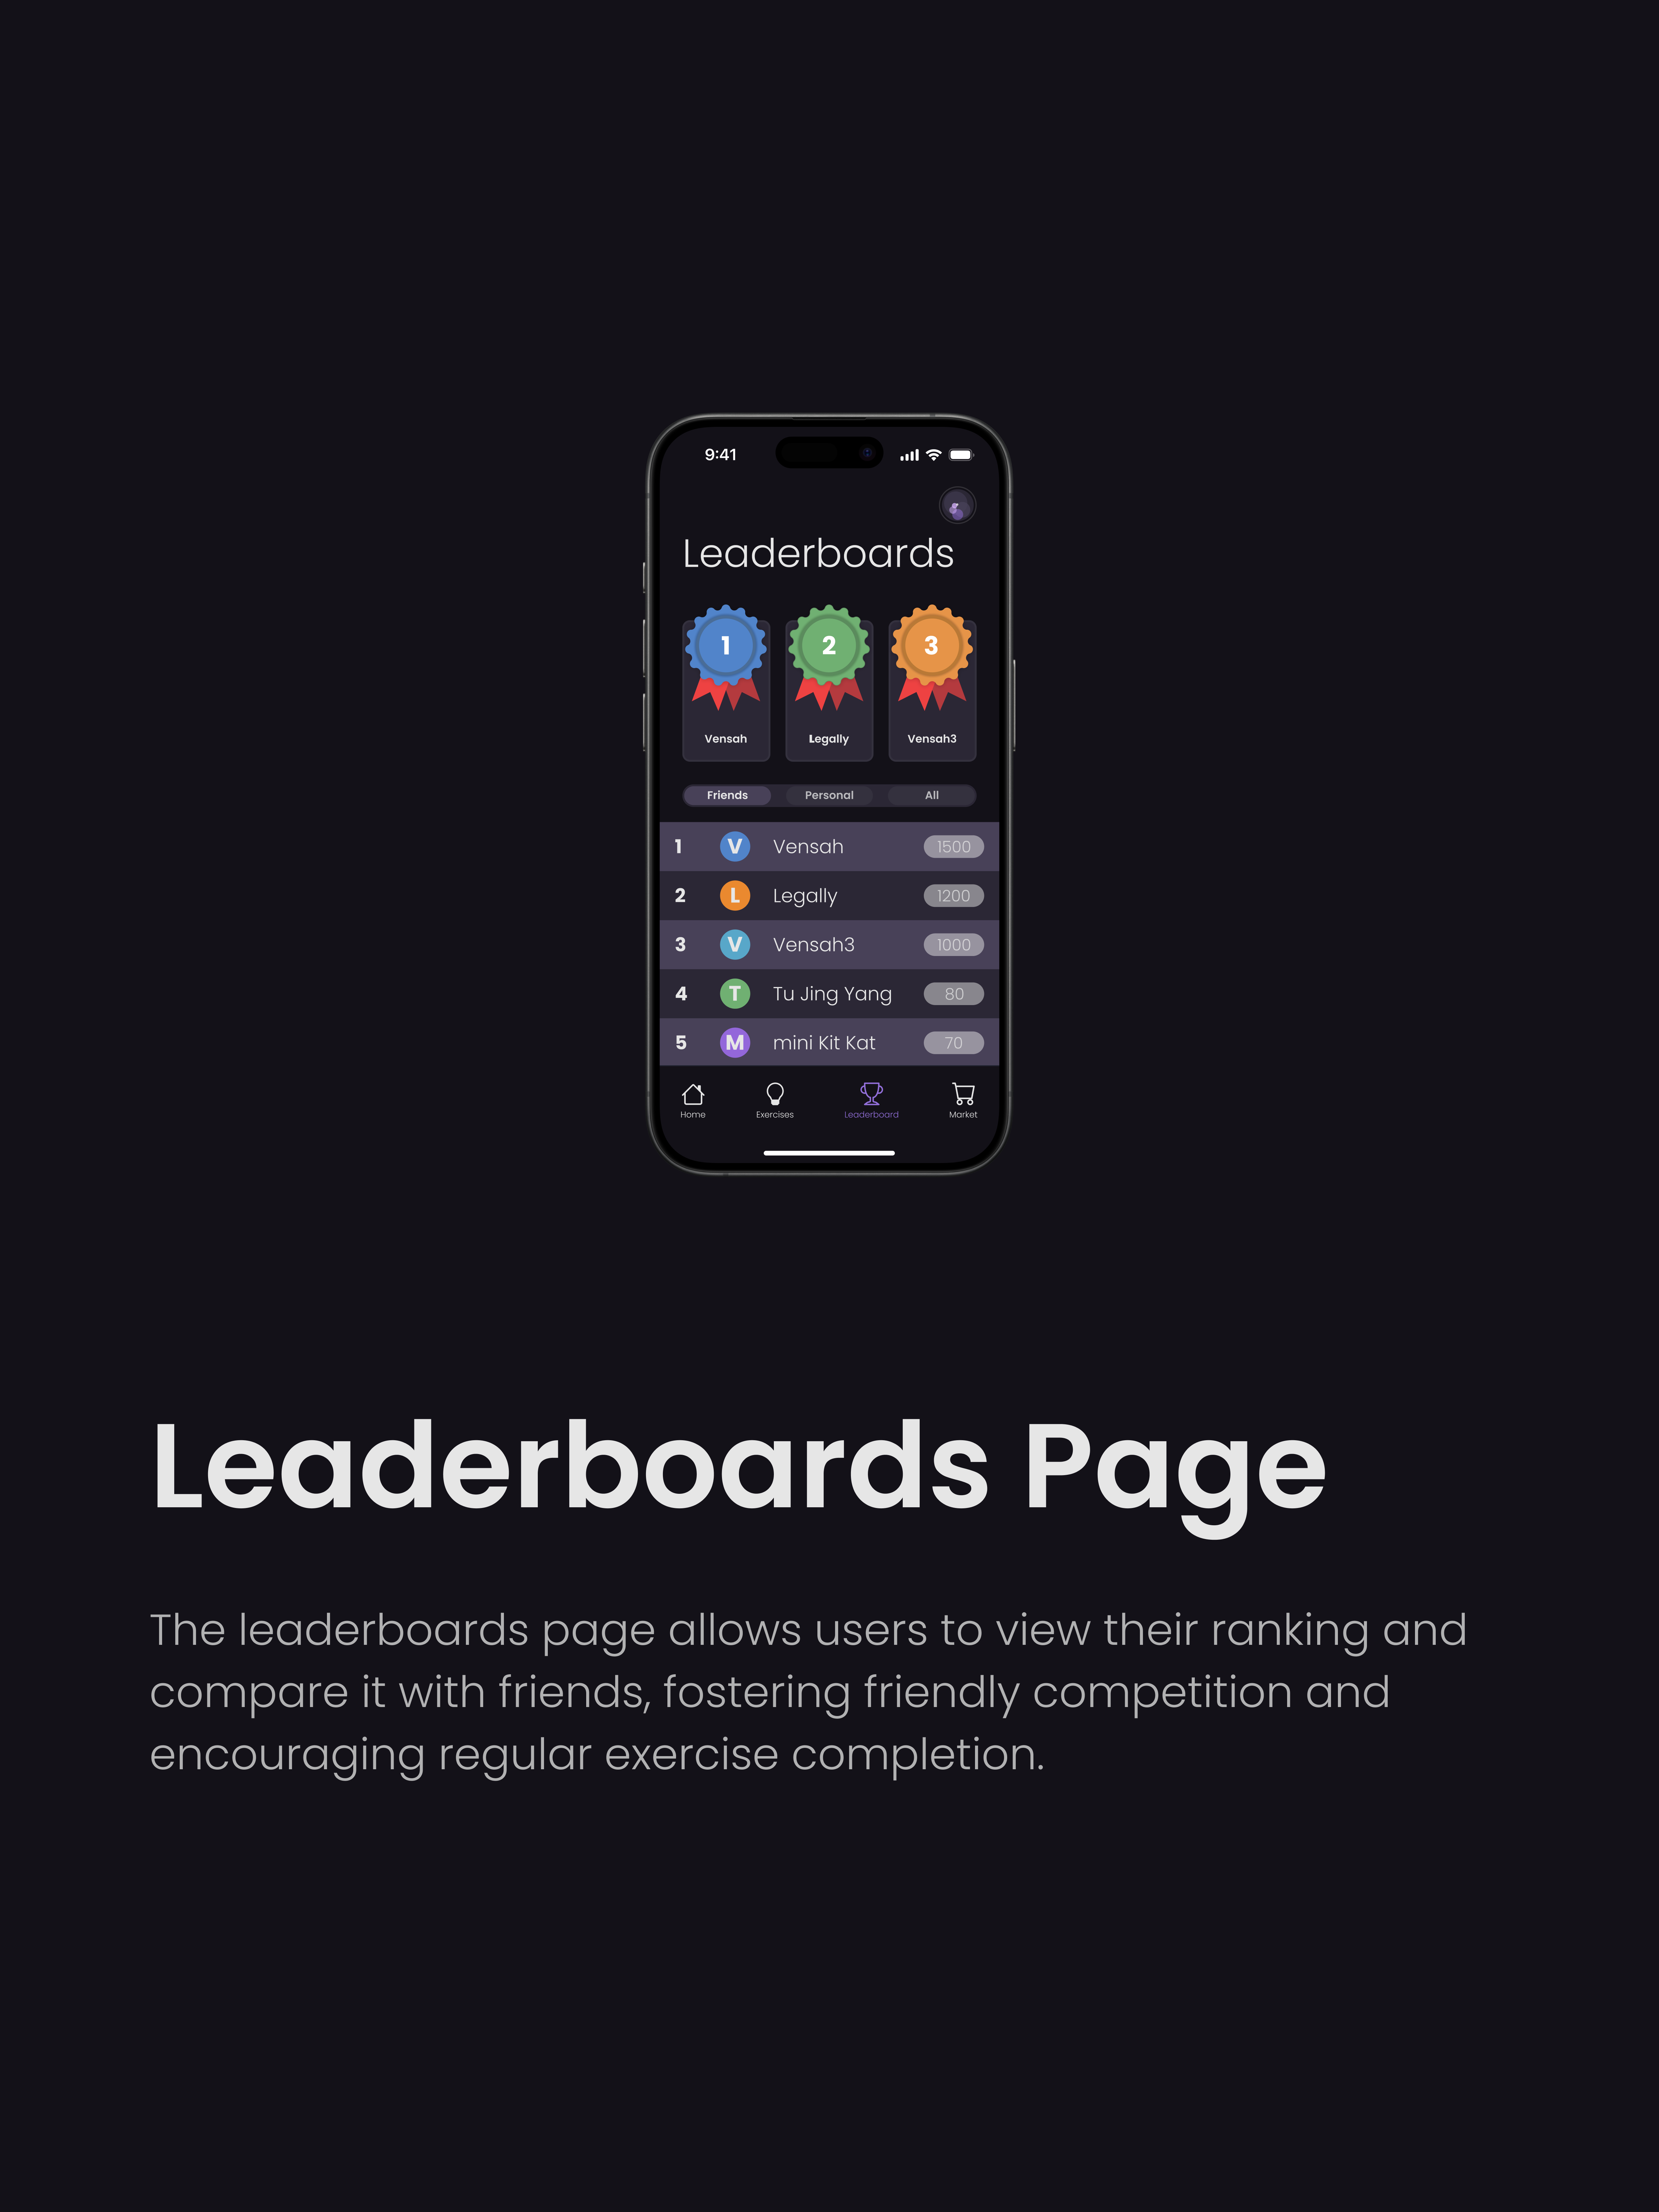 9:41
Leaderboards
1 2 3
Vensah Legally Vensah3
Friends Personal All
1 V Vensah 1500
2 L Legally 1200
3 V Vensah3 1000
4 T Tu Jing Yang 80
5 M mini Kit Kat 70
Home Exercises Leaderboard Market
Leaderboards Page
The leaderboards page allows users to view their ranking and
compare it with friends, fostering friendly competition and
encouraging regular exercise completion.